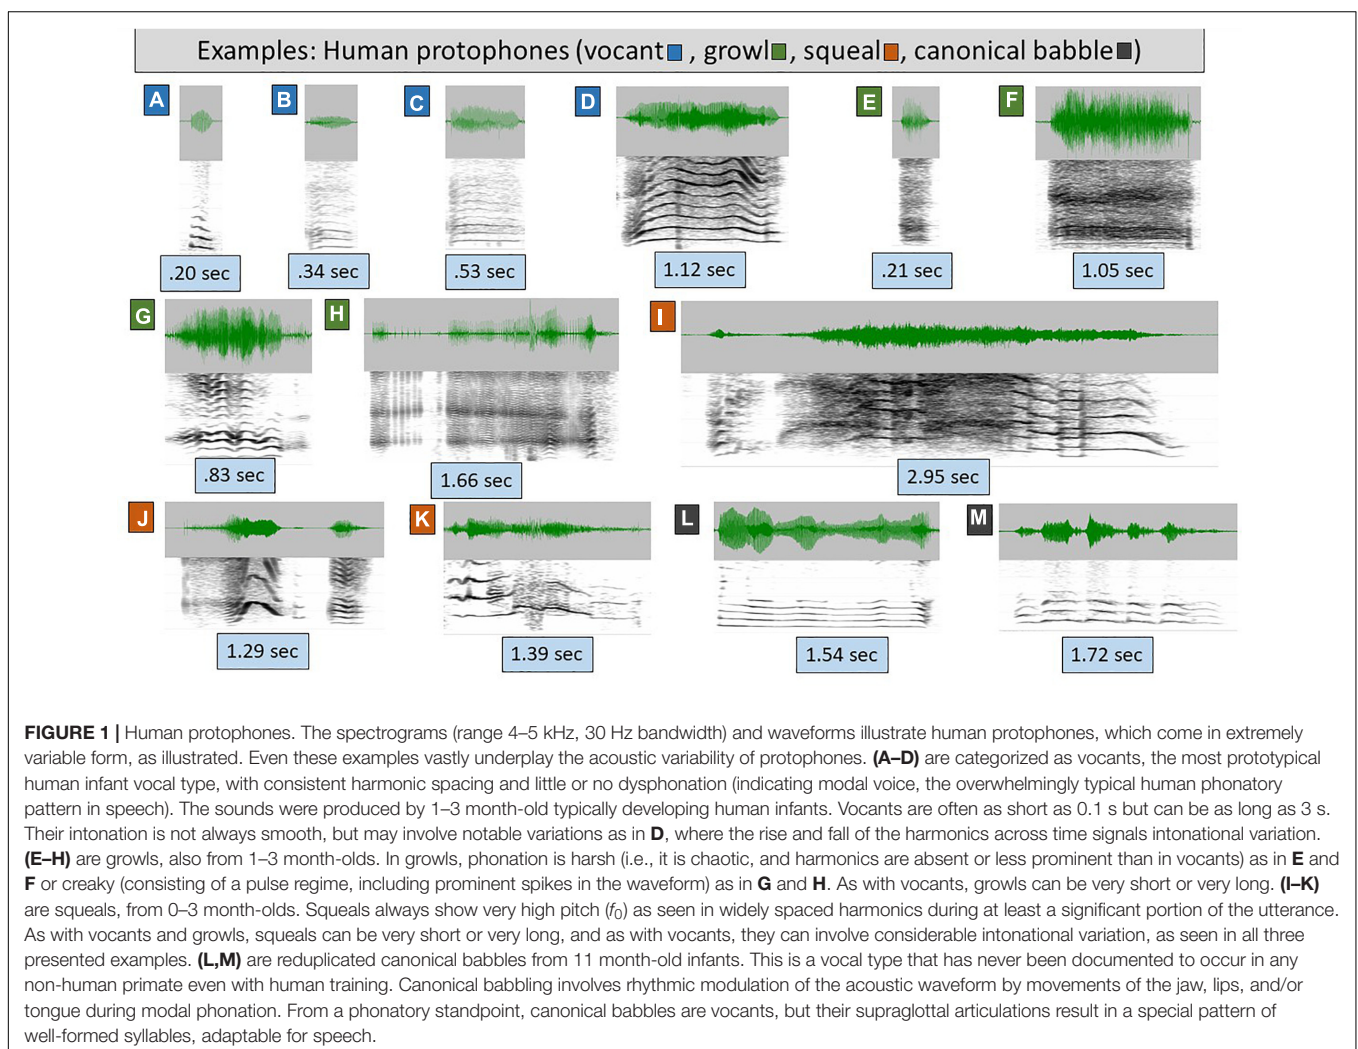 Examples: Human protophones (vocant, growl, squeal, canonical babble)
A B C D E F
.20 sec .34 sec .53 sec 1.12 sec .21 sec 1.05 sec
G H I
.83 sec 1.66 sec 2.95 sec
J K L M
1.29 sec 1.39 sec 1.54 sec 1.72 sec
FIGURE 1 | Human protophones. The spectrograms (range 4–5 kHz, 30 Hz bandwidth) and waveforms illustrate human protophones, which come in extremely
variable form, as illustrated. Even these examples vastly underplay the acoustic variability of protophones. (A–D) are categorized as vocants, the most prototypical
human infant vocal type, with consistent harmonic spacing and little or no dysphonation (indicating modal voice, the overwhelmingly typical human phonatory
pattern in speech). The sounds were produced by 1–3 month-old typically developing human infants. Vocants are often as short as 0.1 s but can be as long as 3 s.
Their intonation is not always smooth, but may involve notable variations as in D, where the rise and fall of the harmonics across time signals intonational variation.
(E–H) are growls, also from 1–3 month-olds. In growls, phonation is harsh (i.e., it is chaotic, and harmonics are absent or less prominent than in vocants) as in E and
F or creaky (consisting of a pulse regime, including prominent spikes in the waveform) as in G and H. As with vocants, growls can be very short or very long. (I–K)
are squeals, from 0–3 month-olds. Squeals always show very high pitch (f0) as seen in widely spaced harmonics during at least a significant portion of the utterance.
As with vocants and growls, squeals can be very short or very long, and as with vocants, they can involve considerable intonational variation, as seen in all three
presented examples. (L,M) are reduplicated canonical babbles from 11 month-old infants. This is a vocal type that has never been documented to occur in any
non-human primate even with human training. Canonical babbling involves rhythmic modulation of the acoustic waveform by movements of the jaw, lips, and/or
tongue during modal phonation. From a phonatory standpoint, canonical babbles are vocants, but their supraglottal articulations result in a special pattern of
well-formed syllables, adaptable for speech.